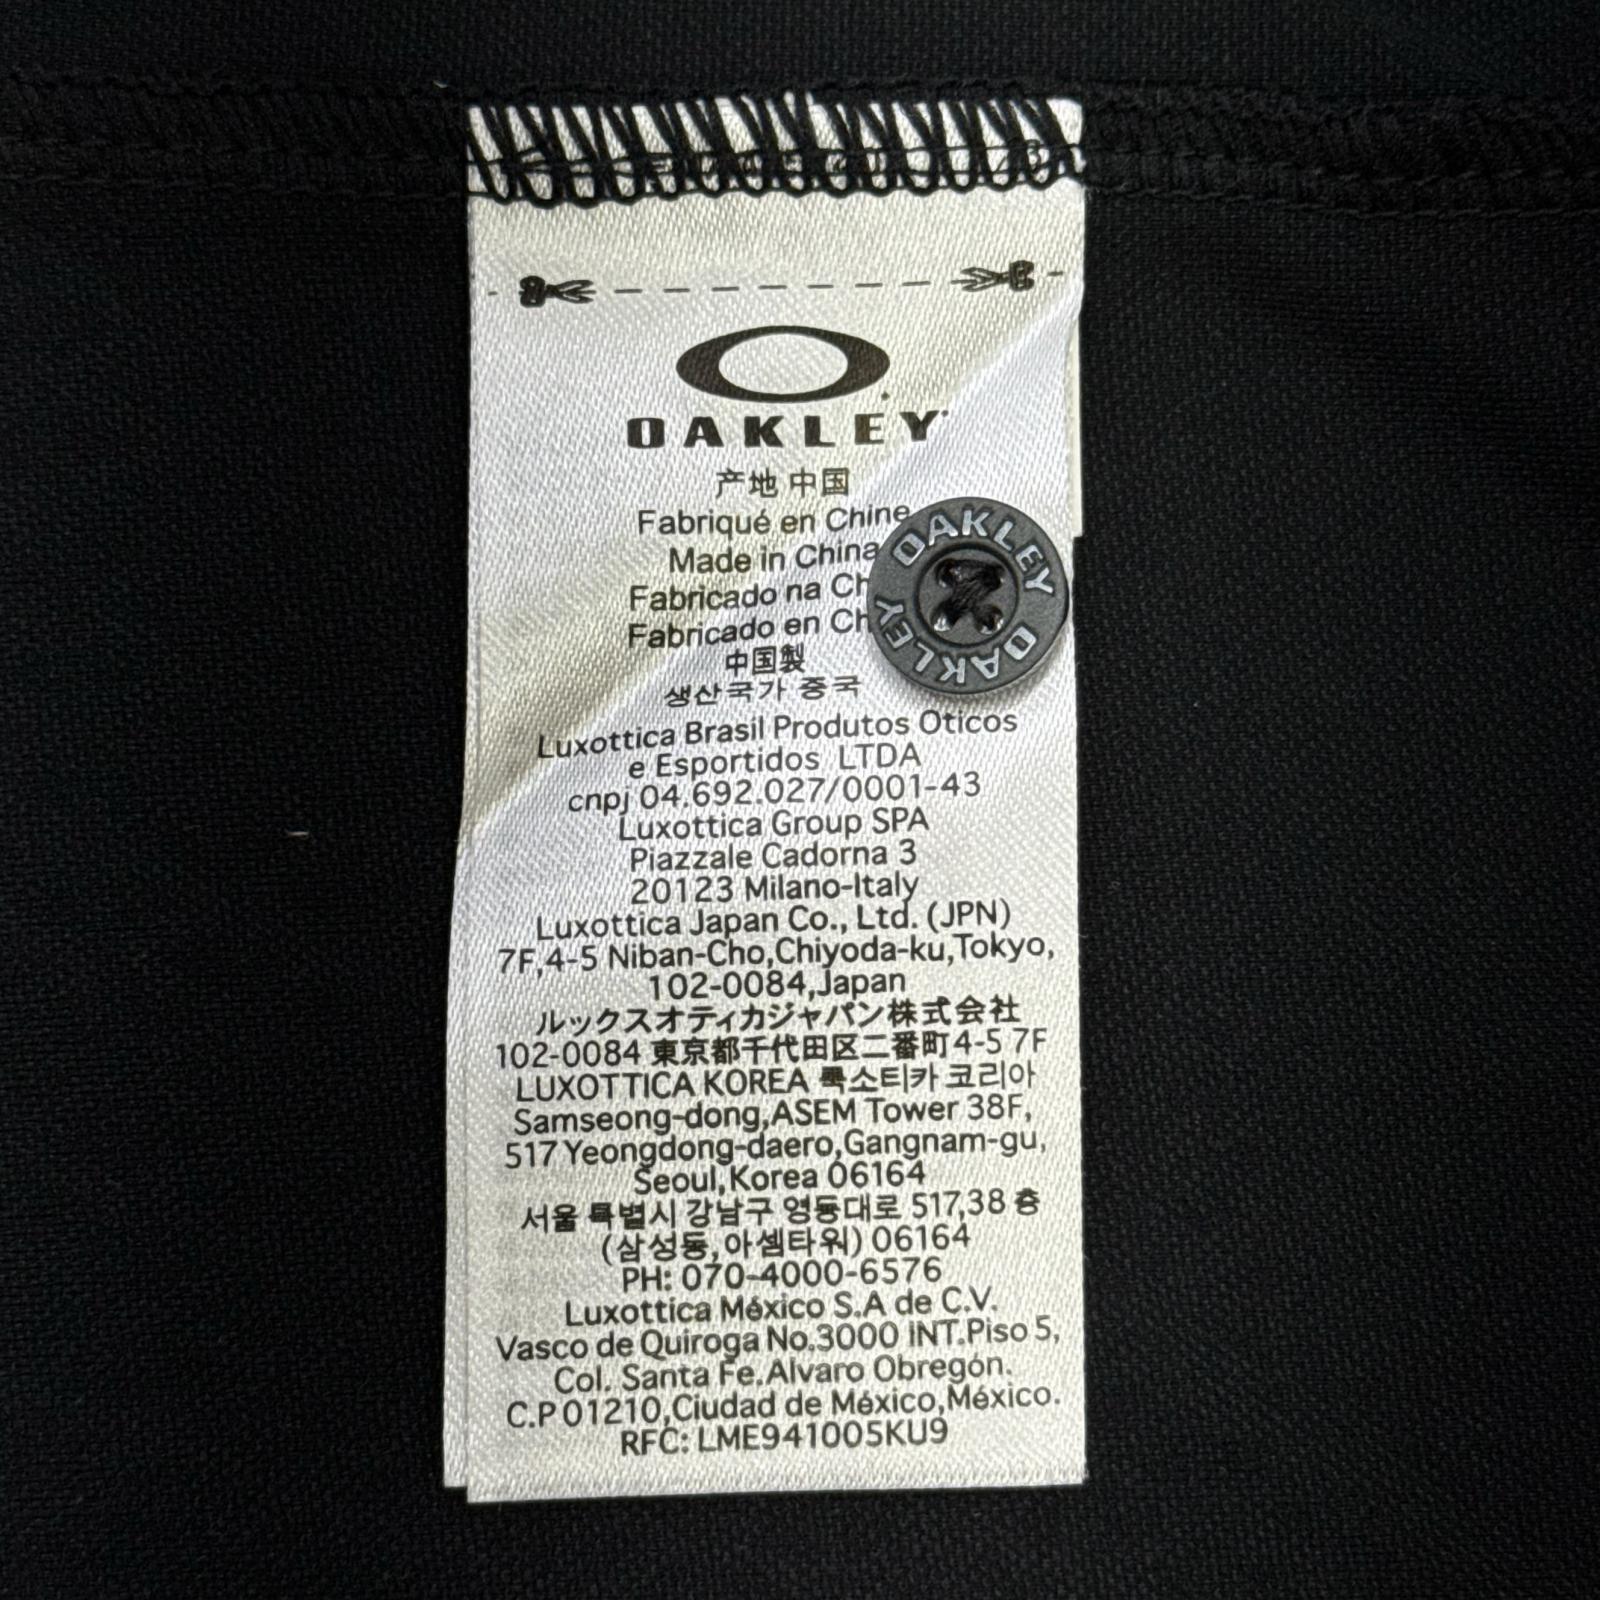 OAKLEY
产地 中国
Fabriqué en Chine
Made in China
Fabricado na Ch
Fabricado en Ch
中国製
생산국가 중국
OAKLEY OAKLEY OAKLEY
Luxottica Brasil Produtos Oticos
e Esportidos LTDA
cnpj 04.692.027/0001-43
Luxottica Group SPA
Piazzale Cadorna 3
20123 Milano-Italy
Luxottica Japan Co., Ltd. (JPN)
7F,4-5 Niban-Cho,Chiyoda-ku,Tokyo,
102-0084,Japan
ルックスオティカジャパン株式会社
102-0084 東京都千代田区二番町4-5 7F
LUXOTTICA KOREA 룩소티카 코리아
Samseong-dong,ASEM Tower 38F,
517 Yeongdong-daero,Gangnam-gu,
Seoul,Korea 06164
서울 특별시 강남구 영동대로 517,38 층
(삼성동,아셈타워) 06164
PH: 070-4000-6576
Luxottica México S.A de C.V.
Vasco de Quiroga No.3000 iNT.Piso 5,
Col. Santa Fe.Alvaro Obregón.
C.P 01210,Ciudad de México,México.
RFC: LME941005KU9